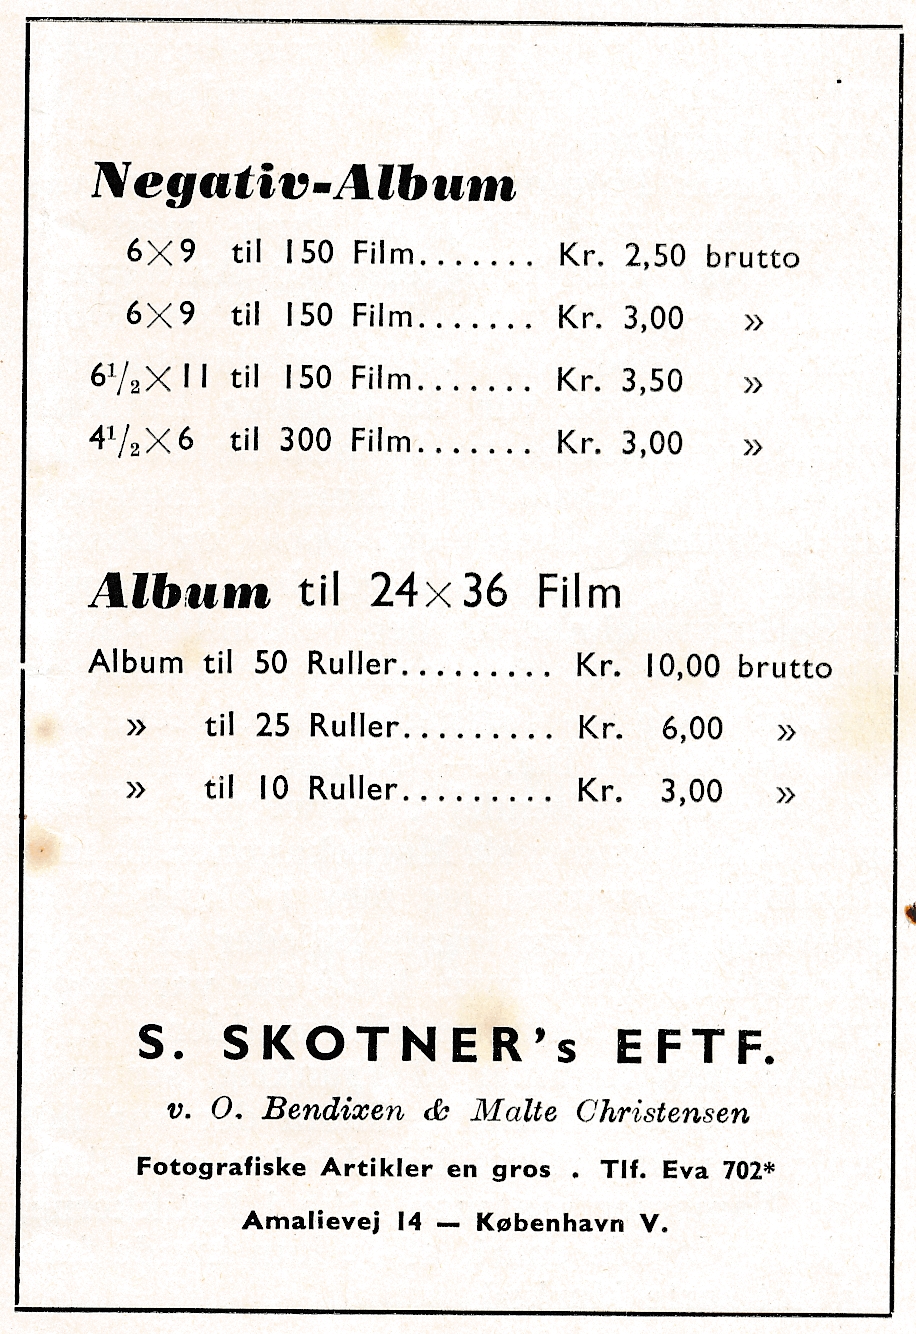 Negativ-Album
6×9 til 150 Film....... Kr. 2,50 brutto
6×9 til 150 Film....... Kr. 3,00 »
6¹/₂×11 til 150 Film....... Kr. 3,50 »
4¹/₂×6 til 300 Film....... Kr. 3,00 »
Album til 24×36 Film
Album til 50 Ruller......... Kr. 10,00 brutto
» til 25 Ruller......... Kr. 6,00 »
» til 10 Ruller......... Kr. 3,00 »
S. SKOTNER's EFTF.
v. O. Bendixen & Malte Christensen
Fotografiske Artikler en gros . Tlf. Eva 702*
Amalievej 14 — København V.